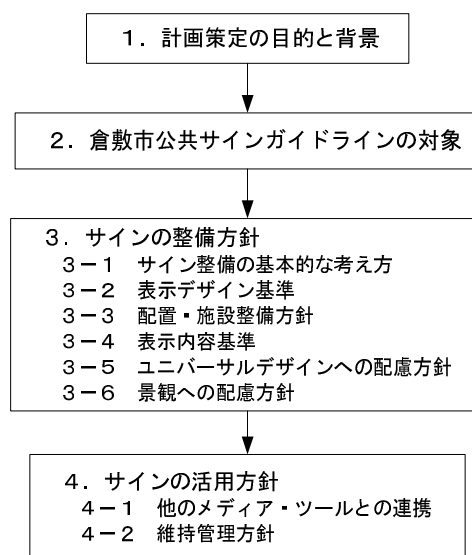 １．計画策定の目的と背景
２．倉敷市公共サインガイドラインの対象
３．サインの整備方針
３－１　サイン整備の基本的な考え方
３－２　表示デザイン基準
３－３　配置・施設整備方針
３－４　表示内容基準
３－５　ユニバーサルデザインへの配慮方針
３－６　景観への配慮方針
４．サインの活用方針
４－１　他のメディア・ツールとの連携
４－２　維持管理方針